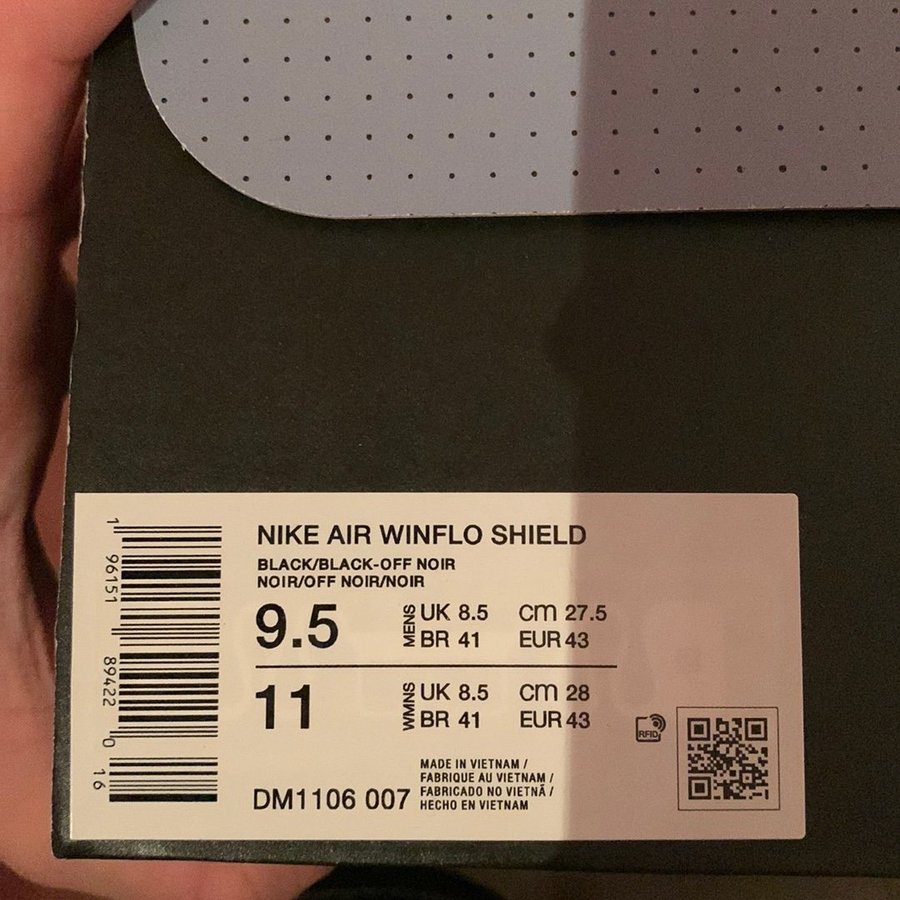 NIKE AIR WINFLO SHIELD
BLACK/BLACK-OFF NOIR
NOIR/OFF NOIR/NOIR
9.5 MENS UK 8.5 CM 27.5
BR 41 EUR 43
11 WMNS UK 8.5 CM 28
BR 41 EUR 43
RFID
MADE IN VIETNAM /
FABRIQUE AU VIETNAM /
FABRICADO NO VIETNÃ /
HECHO EN VIETNAM
DM1106 007
1 96151 89422 0 16